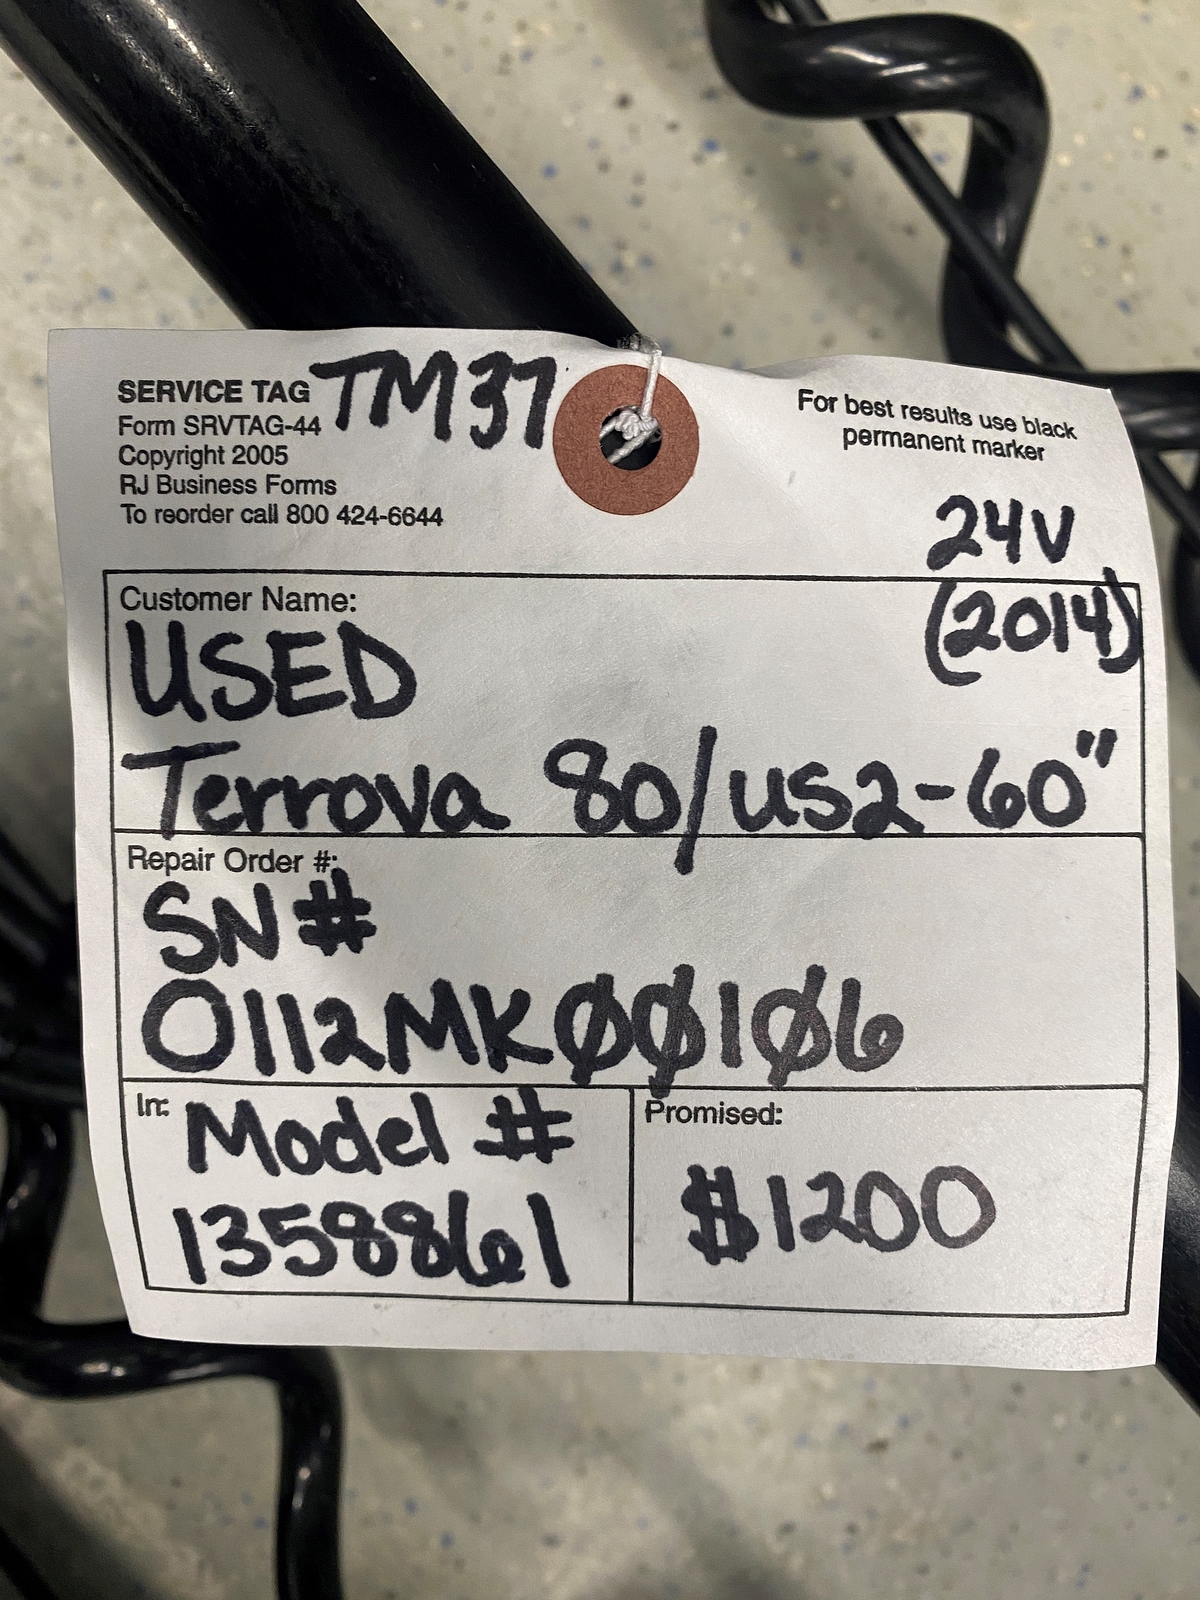 SERVICE TAG TM37
Form SRVTAG-44
Copyright 2005
RJ Business Forms
To reorder call 800 424-6644
For best results use black
permanent marker
24V
(2014)
Customer Name:
USED
Terrova 80/us2-60"
Repair Order #:
SN#
0112MK00106
In: Model #
1358861
Promised:
$1200